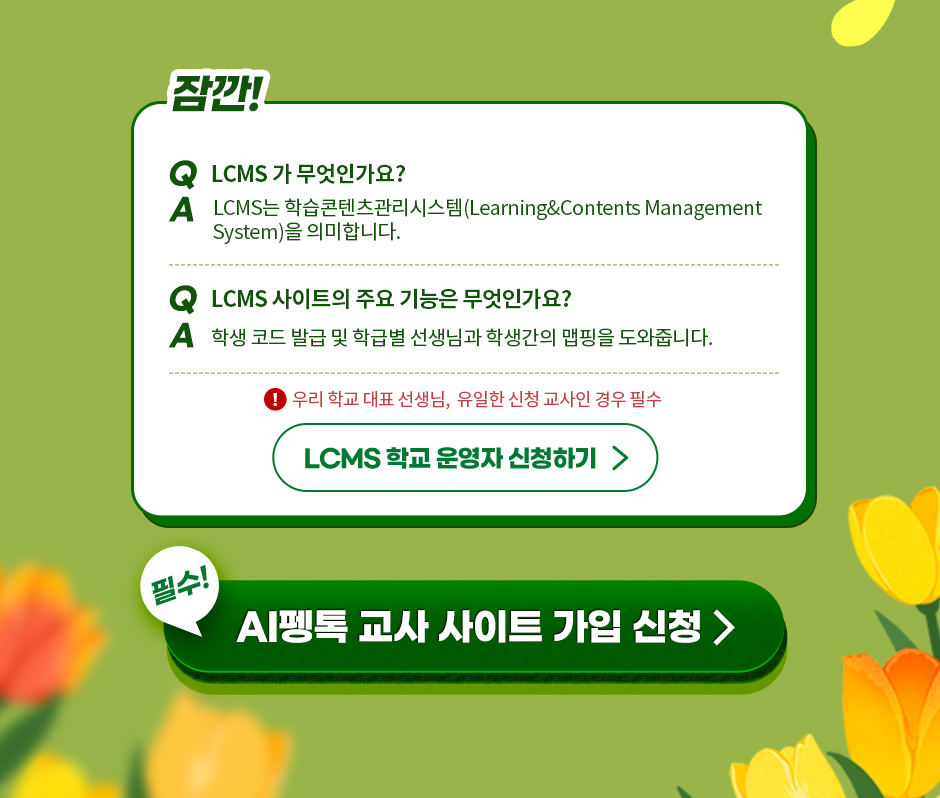 잠깐!
Q LCMS 가 무엇인가요?
A LCMS는 학습콘텐츠관리시스템(Learning&Contents Management
System)을 의미합니다.
Q LCMS 사이트의 주요 기능은 무엇인가요?
A 학생 코드 발급 및 학급별 선생님과 학생간의 맵핑을 도와줍니다.
! 우리 학교 대표 선생님, 유일한 신청 교사인 경우 필수
LCMS 학교 운영자 신청하기 >
필수!
AI펭톡 교사 사이트 가입 신청 >